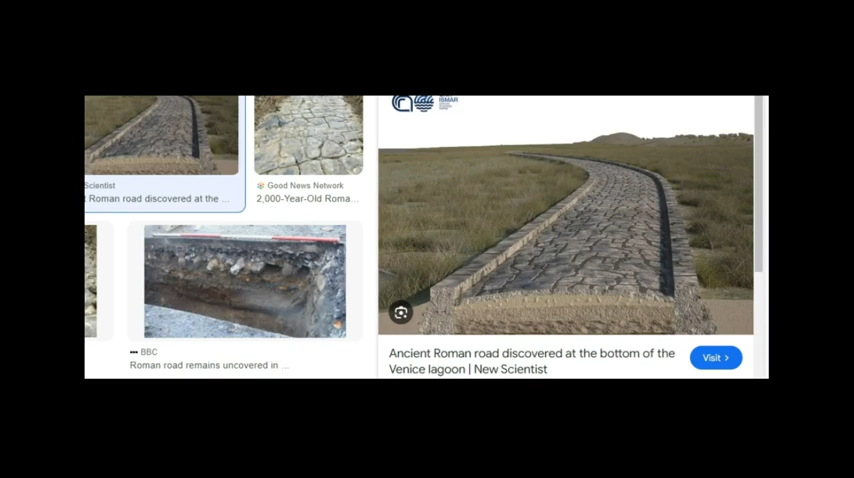 ISMAR
Scientist
t Roman road discovered at the ...
Good News Network
2,000-Year-Old Roma...
BBC
Roman road remains uncovered in ...
Ancient Roman road discovered at the bottom of the
Venice lagoon | New Scientist
Visit >